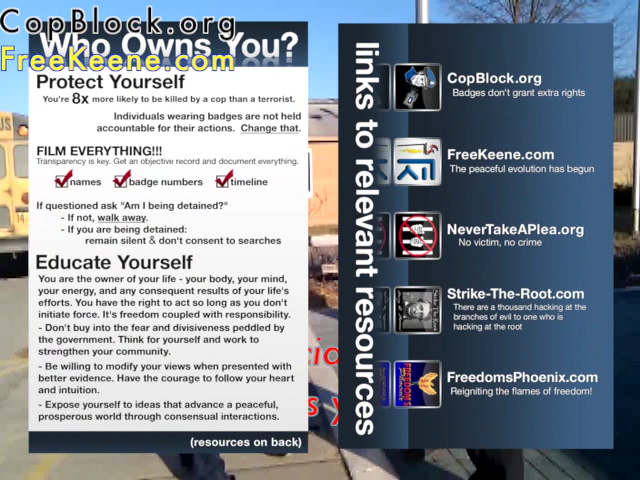 CopBlock.org
FreeKeene.com
Who Owns You?
Protect Yourself
You're 8x more likely to be killed by a cop than a terrorist.
Individuals wearing badges are not held
accountable for their actions. Change that.
FILM EVERYTHING!!!
Transparency is key. Get an objective record and document everything.
names badge numbers timeline
If questioned ask "Am I being detained?"
- If not, walk away.
- If you are being detained:
remain silent & don't consent to searches
Educate Yourself
You are the owner of your life - your body, your mind,
your energy, and any consequent results of your life's
efforts. You have the right to act so long as you don't
initiate force. It's freedom coupled with responsibility.
- Don't buy into the fear and divisiveness peddled by
the government. Think for yourself and work to
strengthen your community.
- Be willing to modify your views when presented with
better evidence. Have the courage to follow your heart
and intuition.
- Expose yourself to ideas that advance a peaceful,
prosperous world through consensual interactions.
(resources on back)
links to relevant resources
CopBlock.org
Badges don't grant extra rights
FreeKeene.com
The peaceful evolution has begun
NeverTakeAPlea.org
No victim, no crime
Strike-The-Root.com
There are a thousand hacking at the
branches of evil to one who is
hacking at the root
FreedomsPhoenix.com
Reigniting the flames of freedom!